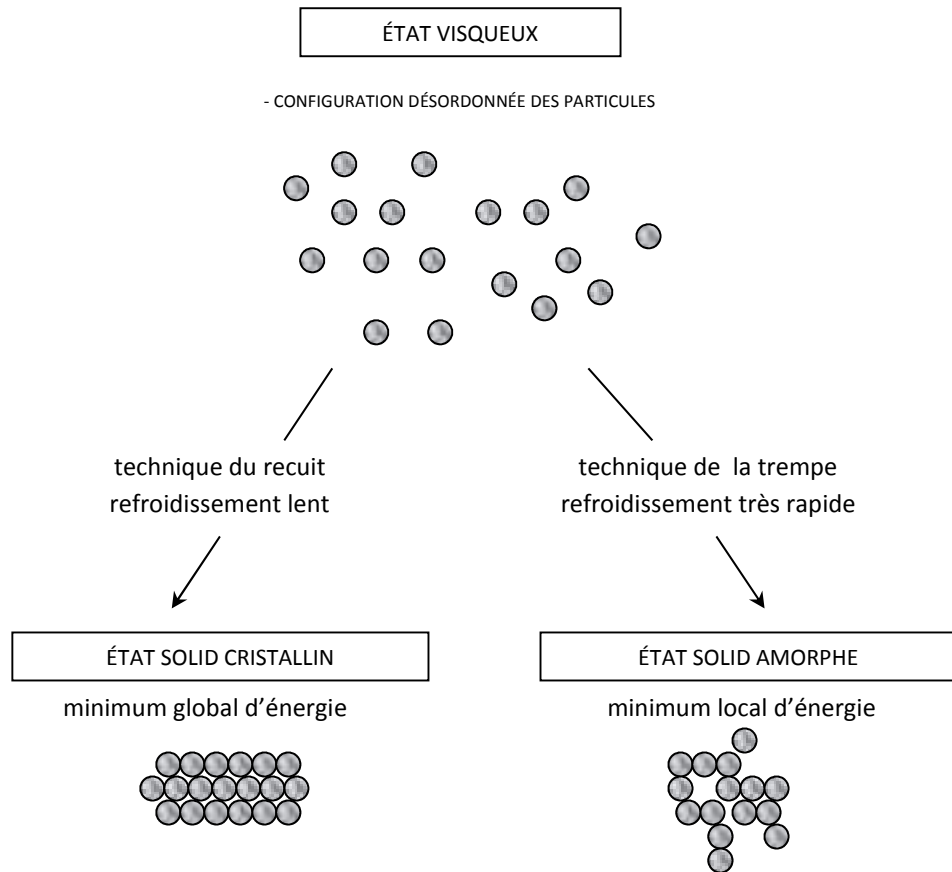 ÉTAT VISQUEUX
- CONFIGURATION DÉSORDONNÉE DES PARTICULES
technique du recuit
refroidissement lent
technique de la trempe
refroidissement très rapide
ÉTAT SOLID CRISTALLIN
minimum global d’énergie
ÉTAT SOLID AMORPHE
minimum local d’énergie